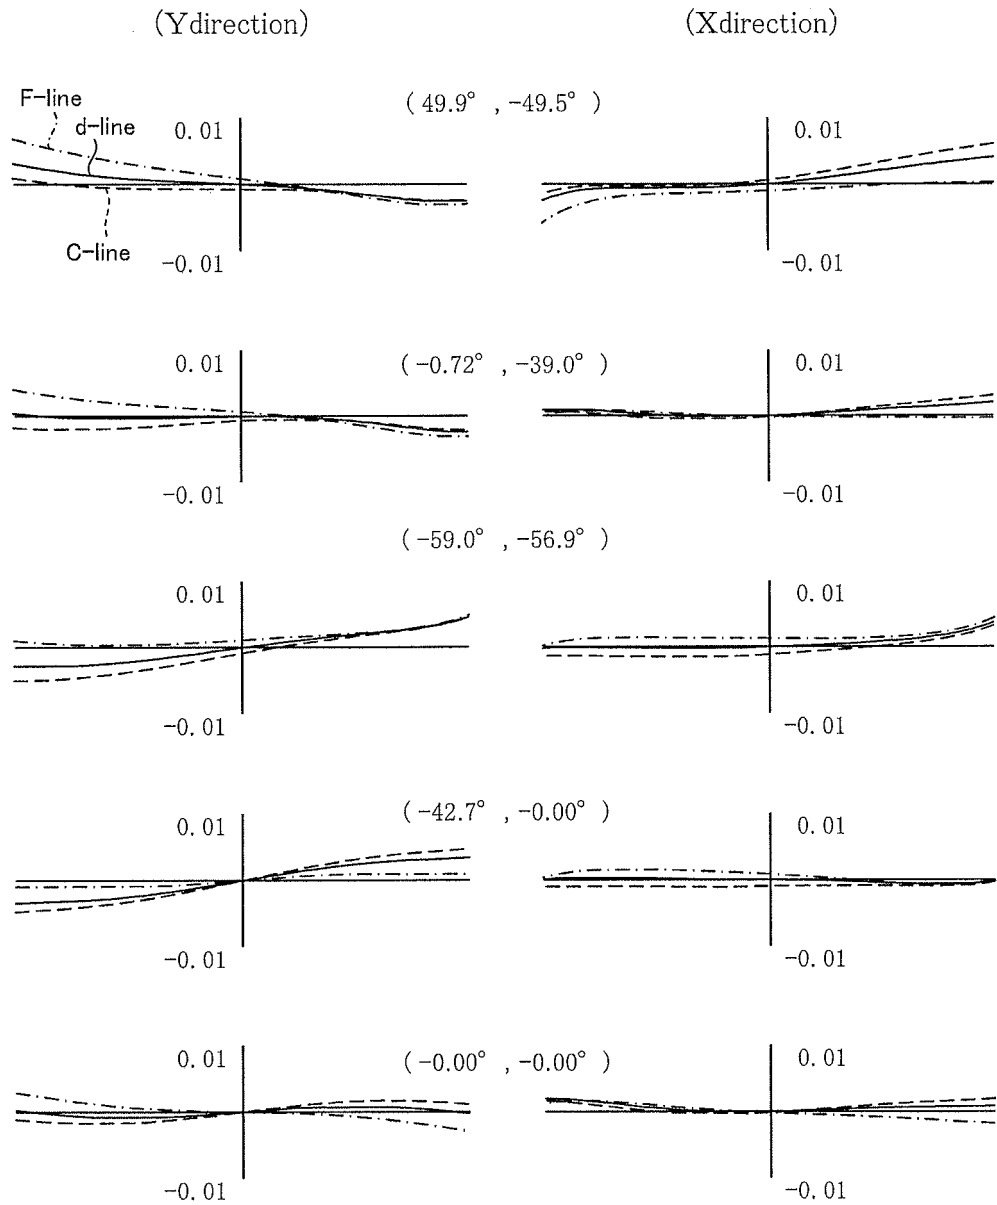 (Ydirection) (Xdirection)
(49.9° ,-49.5° )
F-line
d-line
0.01 0.01
C-line
-0.01 -0.01
(-0.72° ,-39.0° )
0.01 0.01
-0.01 -0.01
(-59.0° ,-56.9° )
0.01 0.01
-0.01 -0.01
(-42.7° ,-0.00° )
0.01 0.01
-0.01 -0.01
(-0.00° ,-0.00° )
0.01 0.01
-0.01 -0.01